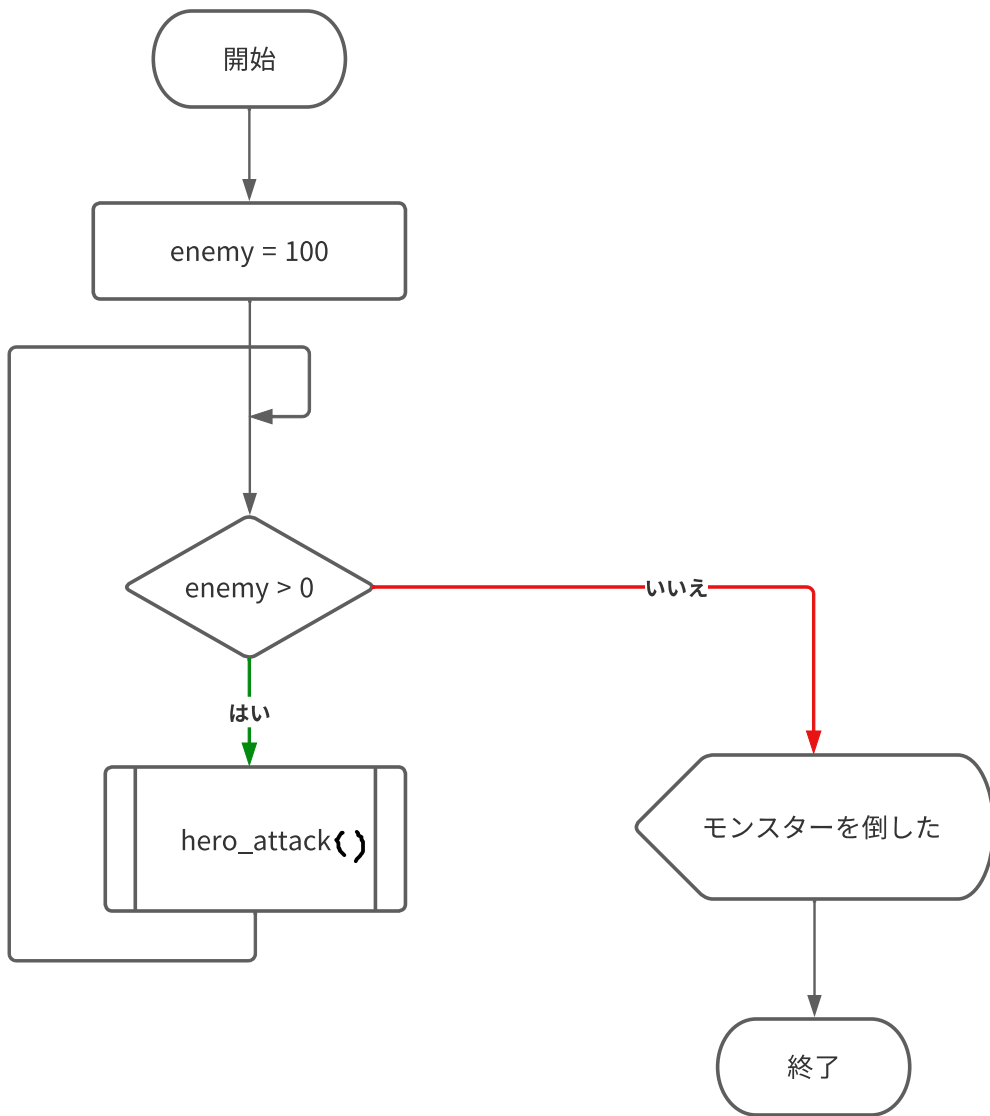 開始
enemy = 100
enemy > 0
いいえ
はい
hero_attack()
モンスターを倒した
終了